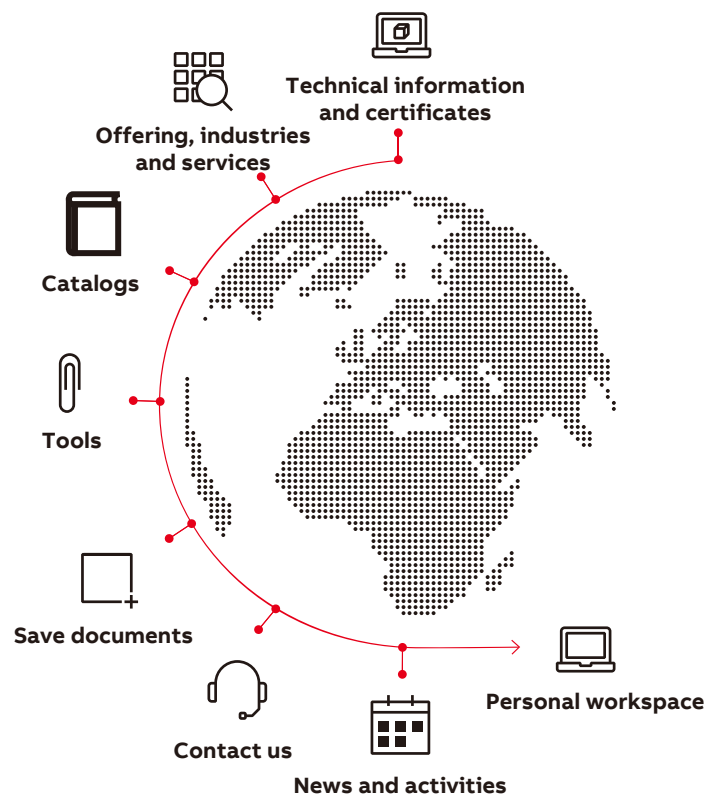 Technical information
and certificates
Offering, industries
and services
Catalogs
Tools
Save documents
Contact us
News and activities
Personal workspace